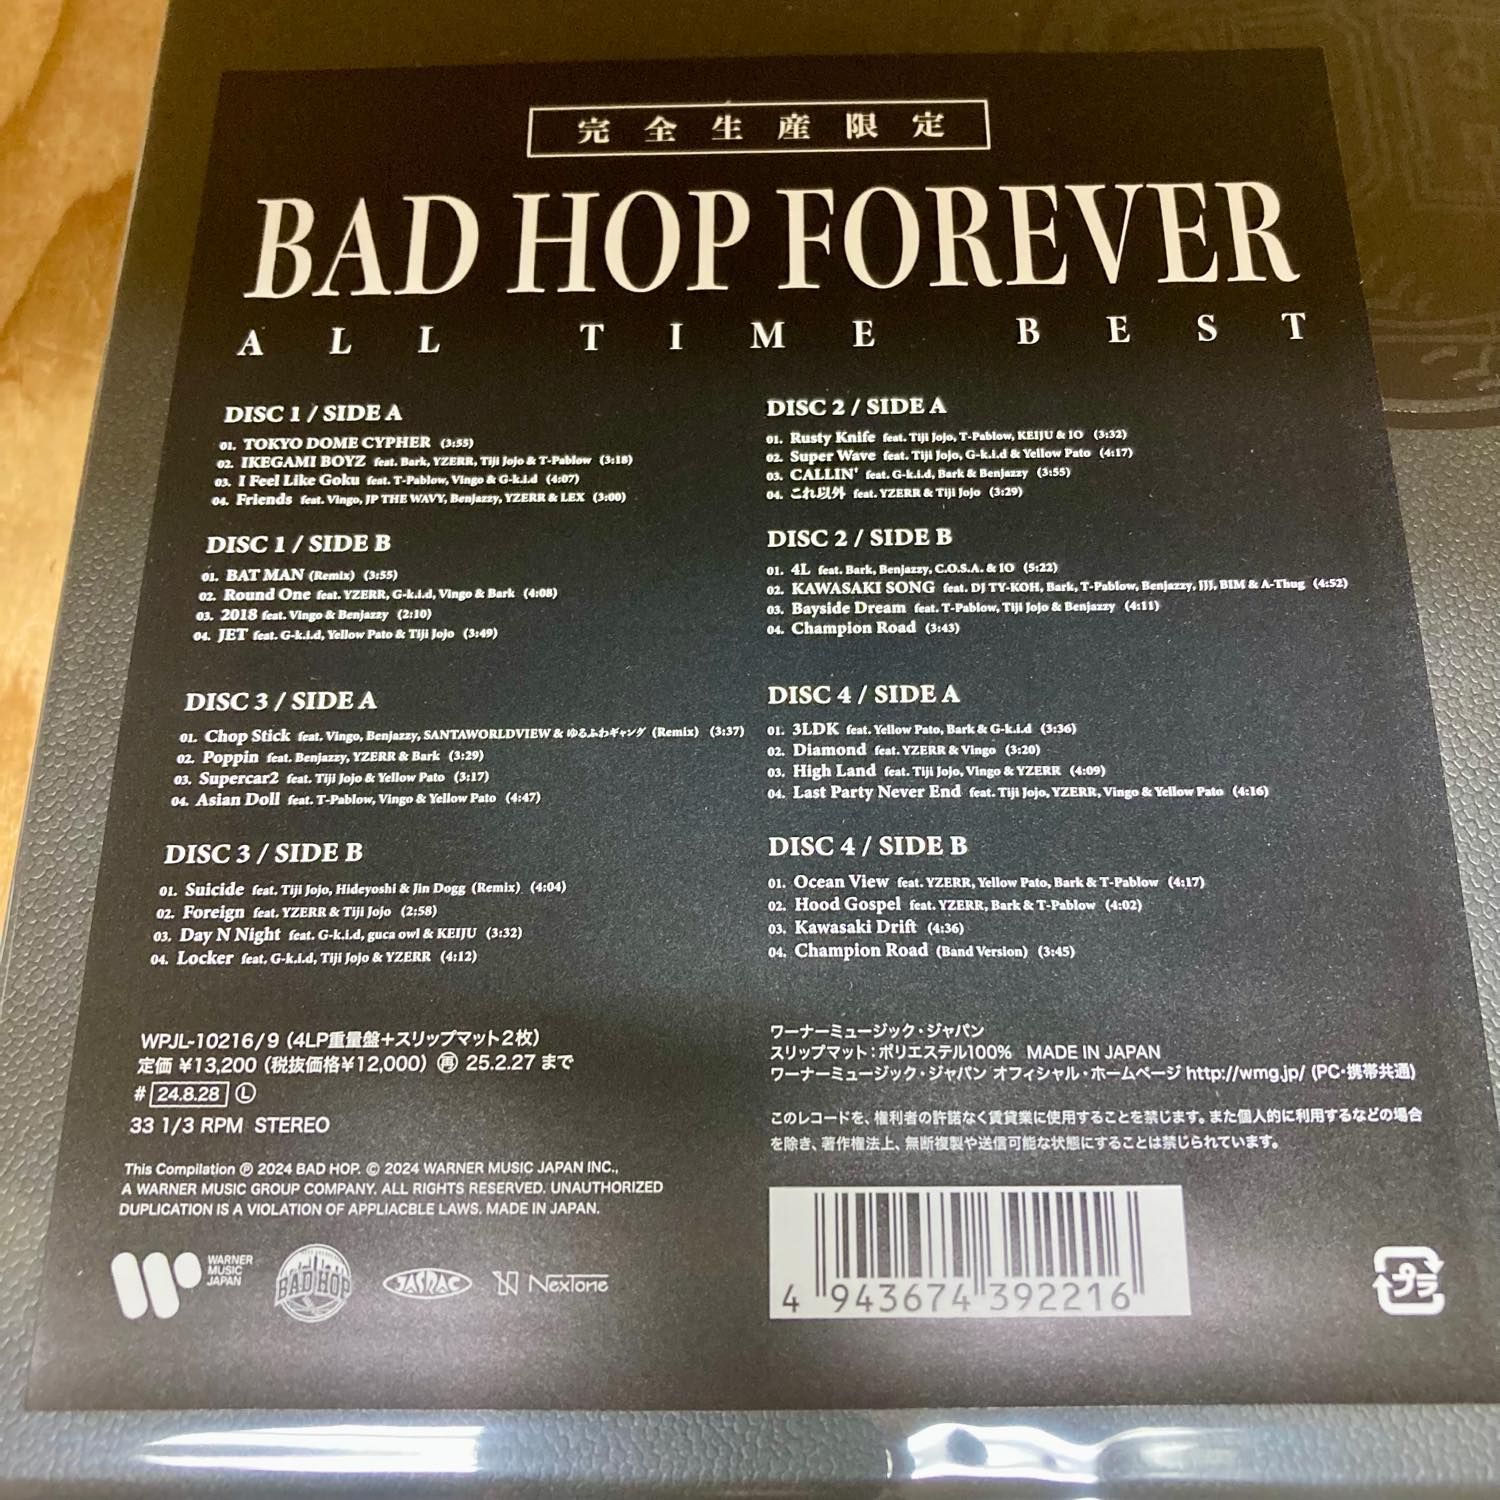 完全生産限定
BAD HOP FOREVER
ALL TIME BEST
DISC 1 / SIDE A
01. TOKYO DOME CYPHER (3:55)
02. IKEGAMI BOYZ feat. Bark, YZERR, Tiji Jojo & T-Pablow (3:18)
03. I Feel Like Goku feat. T-Pablow, Vingo & G-k.i.d (4:07)
04. Friends feat. Vingo, JP THE WAVY, Benjazzy, YZERR & LEX (3:00)
DISC 1 / SIDE B
01. BAT MAN (Remix) (3:55)
02. Round One feat. YZERR, G-k.i.d, Vingo & Bark (4:08)
03. 2018 feat. Vingo & Benjazzy (2:10)
04. JET feat. G-k.i.d, Yellow Pato & Tiji Jojo (3:49)
DISC 2 / SIDE A
01. Rusty Knife feat. Tiji Jojo, T-Pablow, KEIJU & IO (3:32)
02. Super Wave feat. Tiji Jojo, G-k.i.d & Yellow Pato (4:17)
03. CALLIN' feat. G-k.i.d, Bark & Benjazzy (3:55)
04. これ以外 feat. YZERR & Tiji Jojo (3:29)
DISC 2 / SIDE B
01. 4L feat. Bark, Benjazzy, C.O.S.A. & IO (5:22)
02. KAWASAKI SONG feat. DJ TY-KOH, Bark, T-Pablow, Benjazzy, JJJ, BIM & A-Thug (4:52)
03. Bayside Dream feat. T-Pablow, Tiji Jojo & Benjazzy (4:11)
04. Champion Road (3:43)
DISC 3 / SIDE A
01. Chop Stick feat. Vingo, Benjazzy, SANTAWORLDVIEW & ゆるふわギャング (Remix) (3:37)
02. Poppin feat. Benjazzy, YZERR & Bark (3:29)
03. Supercar2 feat. Tiji Jojo & Yellow Pato (3:17)
04. Asian Doll feat. T-Pablow, Vingo & Yellow Pato (4:47)
DISC 3 / SIDE B
01. Suicide feat. Tiji Jojo, Hideyoshi & Jin Dogg (Remix) (4:04)
02. Foreign feat. YZERR & Tiji Jojo (2:58)
03. Day N Night feat. G-k.i.d, guca owl & KEIJU (3:32)
04. Locker feat, G-k.i.d, Tiji Jojo & YZERR (4:12)
DISC 4 / SIDE A
01. 3LDK feat. Yellow Pato, Bark & G-k.i.d (3:36)
02. Diamond feat. YZERR & Vingo (3:20)
03. High Land feat. Tiji Jojo, Vingo & YZERR (4:09)
04. Last Party Never End feat. Tiji Jojo, YZERR, Vingo & Yellow Pato (4:16)
DISC 4 / SIDE B
01. Ocean View feat. YZERR, Yellow Pato, Bark & T-Pablow (4:17)
02. Hood Gospel feat. YZERR, Bark & T-Pablow (4:02)
03. Kawasaki Drift (4:36)
04. Champion Road (Band Version) (3:45)
WPJL-10216/9 (4LP重量盤+スリップマット2枚)
定価 ¥13,200 (税抜価格¥12,000) ㊢ 25.2.27 まで
# 24.8.28 Ⓛ
33 1/3 RPM STEREO
This Compilation ℗ 2024 BAD HOP. © 2024 WARNER MUSIC JAPAN INC.,
A WARNER MUSIC GROUP COMPANY. ALL RIGHTS RESERVED. UNAUTHORIZED
DUPLICATION IS A VIOLATION OF APPLIACBLE LAWS. MADE IN JAPAN.
WARNER
MUSIC
JAPAN
BAD HOP
JASRAC
NexTone
ワーナーミュージック・ジャパン
スリップマット:ポリエステル100% MADE IN JAPAN
ワーナーミュージック・ジャパン オフィシャル・ホームページ http://wmg.jp/ (PC・携帯共通)
このレコードを、権利者の許諾なく賃貸業に使用することを禁じます。また個人的に利用するなどの場合
を除き、著作権法上、無断複製や送信可能な状態にすることは禁じられています。
4 943674 392216
プラ